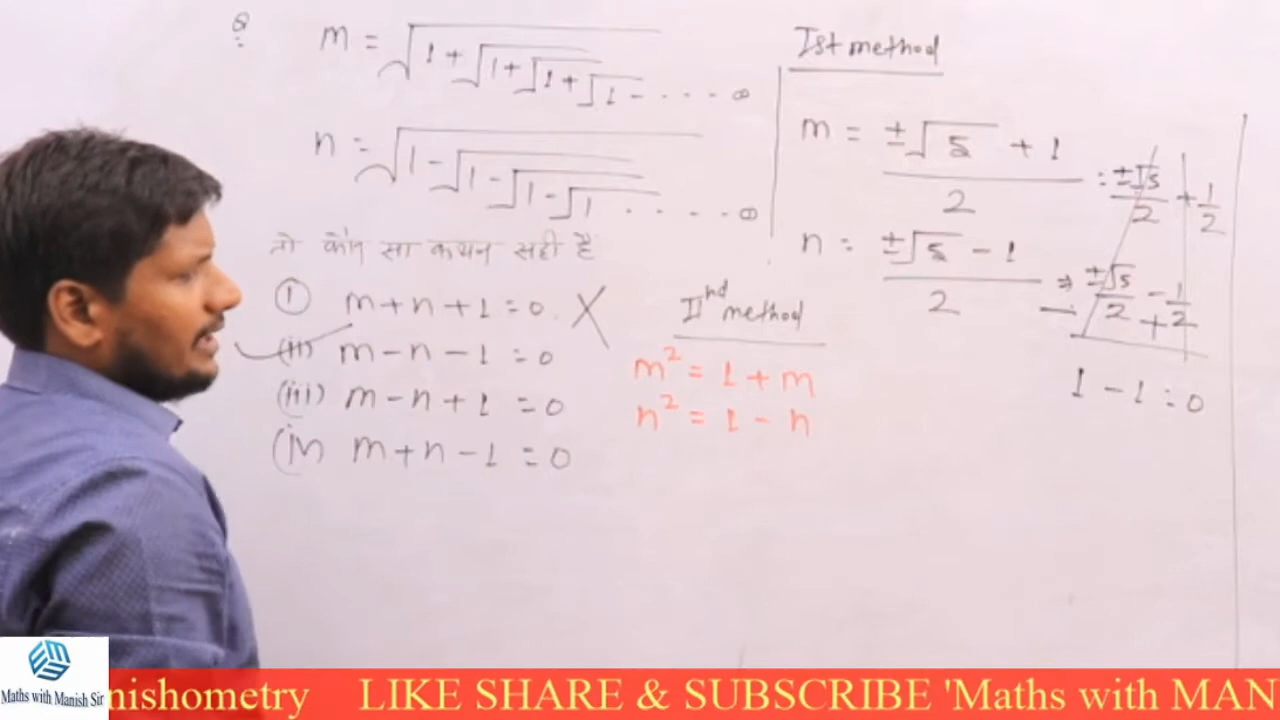 Q.
m = √1 + √1 + √1 + √1 - . . . . ∞
n = √1 - √1 - √1 - √1 . . . . . ∞
तो कौन सा कथन सही है
(i) m + n + 1 = 0. X
(ii) m - n - 1 = 0
(iii) m - n + 1 = 0
(iv) m + n - 1 = 0
IInd method
m² = 1 + m
n² = 1 - n
Ist method
m = ±√5 + 1 / 2 = ±√5/2 + 1/2
n = ±√5 - 1 / 2 ⇒ ±√5/2 - 1/2
- +
1 - 1 = 0
Maths with Manish Sir
nishometry LIKE SHARE & SUBSCRIBE 'Maths with MAN